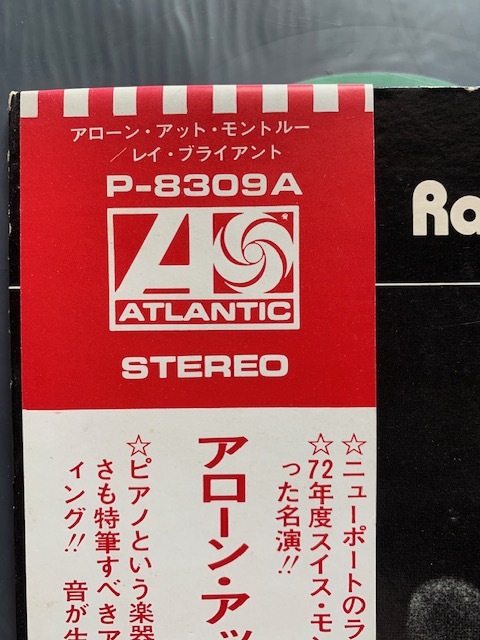 アローン・アット・モントルー
／レイ・ブライアント
P-8309A
ATLANTIC
STEREO
Ra
☆ニューポートのラ
☆72年度スイス・モン
った名演!!
アローン・アッ
☆ピアノという楽器
さも特筆すべきア
ィング!! 音が生